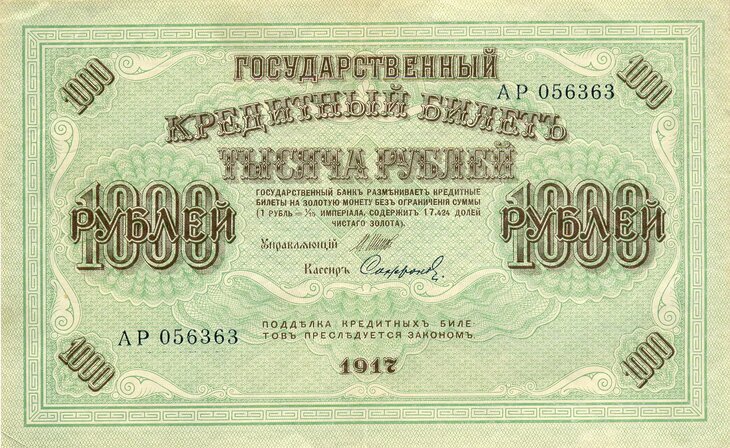 1000
1000
ГОСУДАРСТВЕННЫЙ
АР 056363
КРЕДИТНЫЙ БИЛЕТЪ
ТЫСЯЧА РУБЛЕЙ
ГОСУДАРСТВЕННЫЙ БАНКЪ РАЗМѢНИВАЕТЪ КРЕДИТНЫЕ
БИЛЕТЫ НА ЗОЛОТУЮ МОНЕТУ БЕЗЪ ОГРАНИЧЕНІЯ СУММЫ
(1 РУБЛЬ = 1/15 ИМПЕРІАЛА, СОДЕРЖИТЪ 17.424 ДОЛЕЙ
ЧИСТАГО ЗОЛОТА).
1000
РУБЛЕЙ
1000
РУБЛЕЙ
Управляющій
Кассиръ
АР 056363
ПОДДѢЛКА КРЕДИТНЫХЪ БИЛЕ-
ТОВЪ ПРЕСЛѢДУЕТСЯ ЗАКОНОМЪ.
1917
1000
1000